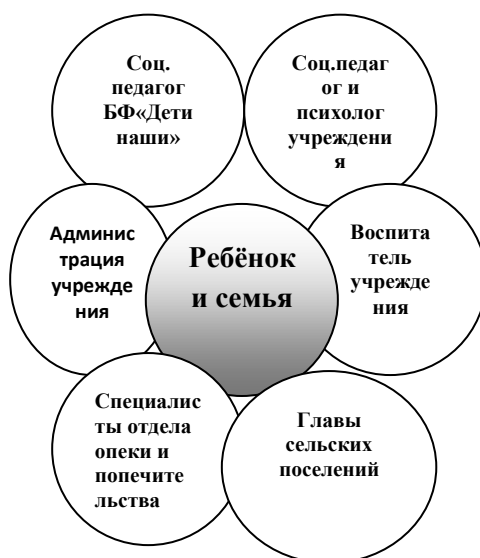 Соц.
педагог
БФ«Дети
наши»
Соц.педаг
ог и
психолог
учреждени
я
Админис
трация
учрежде
ния
Ребёнок
и семья
Воспита
тель
учрежде
ния
Специалис
ты отдела
опеки и
попечите
льства
Главы
сельских
поселений